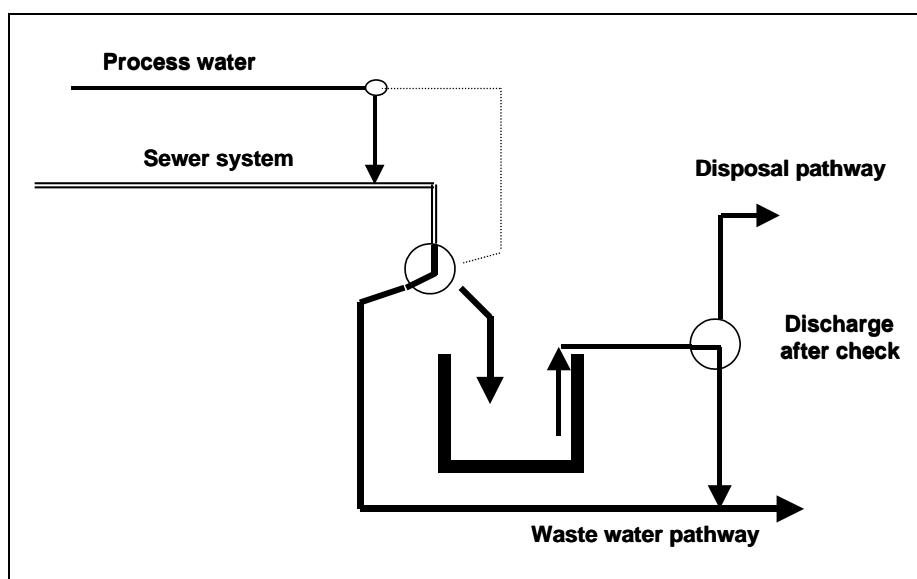 Process water
Sewer system
Disposal pathway
Discharge
after check
Waste water pathway